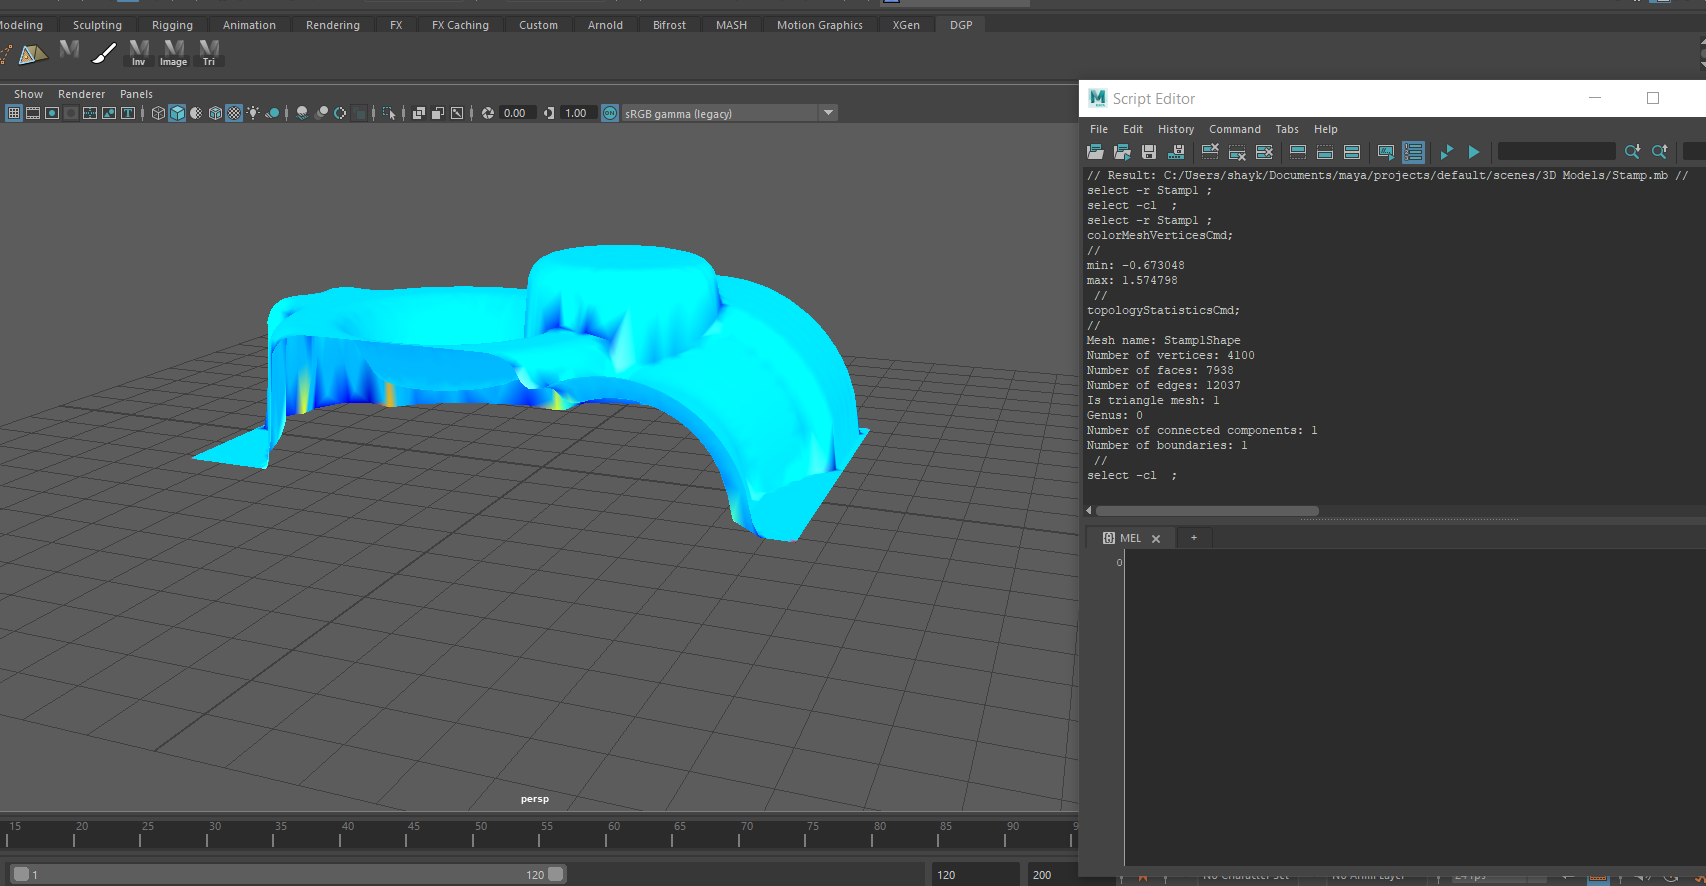 Sculpting Rigging Animation Rendering FX FX Caching Custom Arnold Bifrost MASH Motion Graphics XGen DGP
Inv Image Tri
Show Renderer Panels
0.00 1.00 ON sRGB gamma (legacy)
persp
15 20 25 30 35 40 45 50 55 60 65 70 75 80 85 90
1 120 120 200
M Script Editor
File Edit History Command Tabs Help
// Result: C:/Users/shayk/Documents/maya/projects/default/scenes/3D Models/Stamp.mb //
select -r Stamp1 ;
select -cl  ;
select -r Stamp1 ;
colorMeshVerticesCmd;
//
min: -0.673048
max: 1.574798
//
topologyStatisticsCmd;
//
Mesh name: Stamp1Shape
Number of vertices: 4100
Number of faces: 7938
Number of edges: 12037
Is triangle mesh: 1
Genus: 0
Number of connected components: 1
Number of boundaries: 1
//
select -cl  ;
MEL +
0